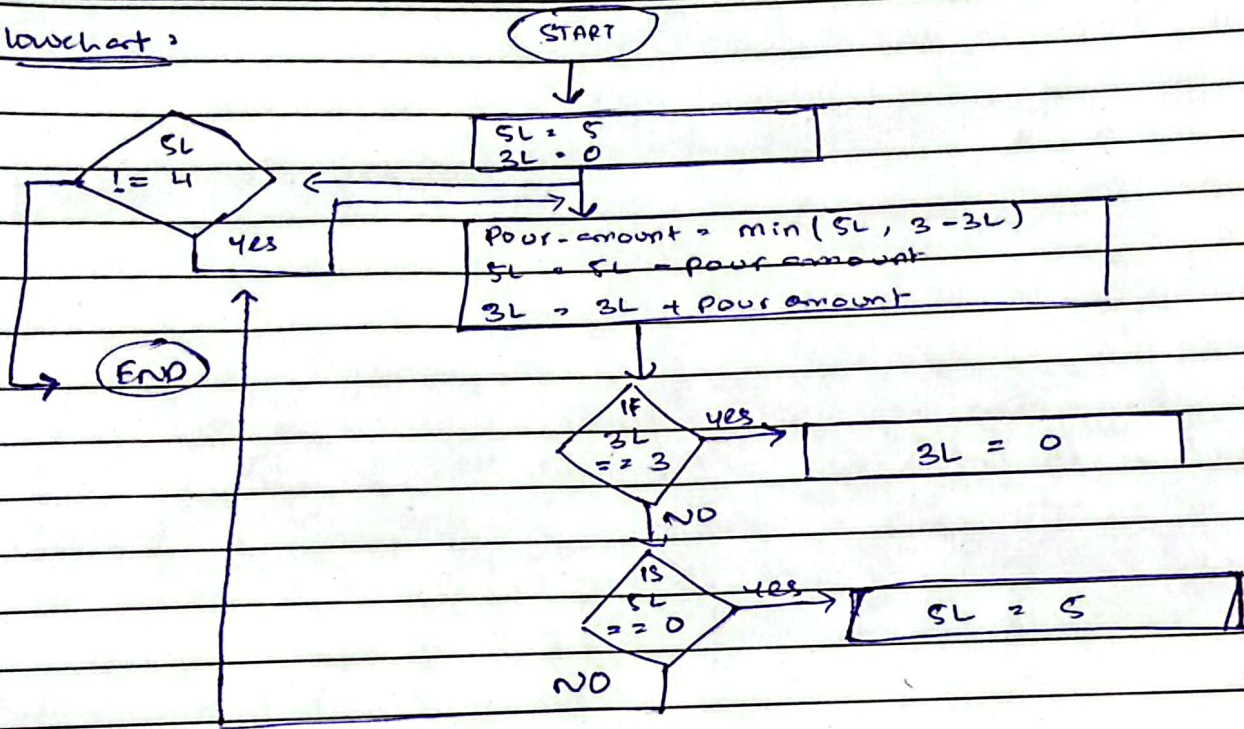 lowchart:
START
5L = 5
3L = 0
5L
!= 4
yes
Pour-amount = min(5L, 3-3L)
5L = 5L - pour amount
3L = 3L + pour amount
END
IF
3L
== 3
yes
3L = 0
NO
IS
5L
== 0
yes
5L = 5
NO